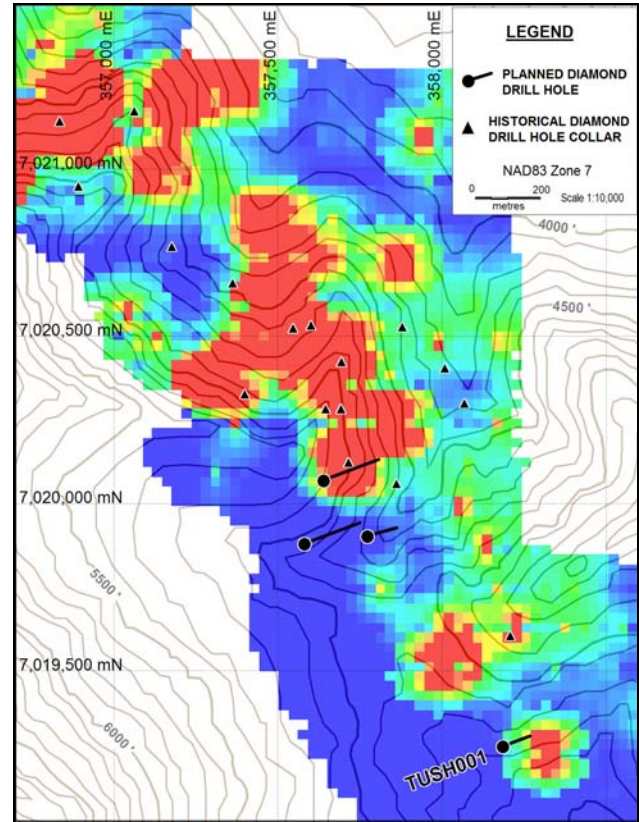 357,000 mE
357,500 mE
358,000 mE
LEGEND
PLANNED DIAMOND
DRILL HOLE
HISTORICAL DIAMOND
DRILL HOLE COLLAR
NAD83 Zone 7
0 200
metres
Scale 1:10,000
7,021,000 mN
4000 '
4500 '
7,020,500 mN
7,020,000 mN
5500 '
7,019,500 mN
6000 '
TUSH001